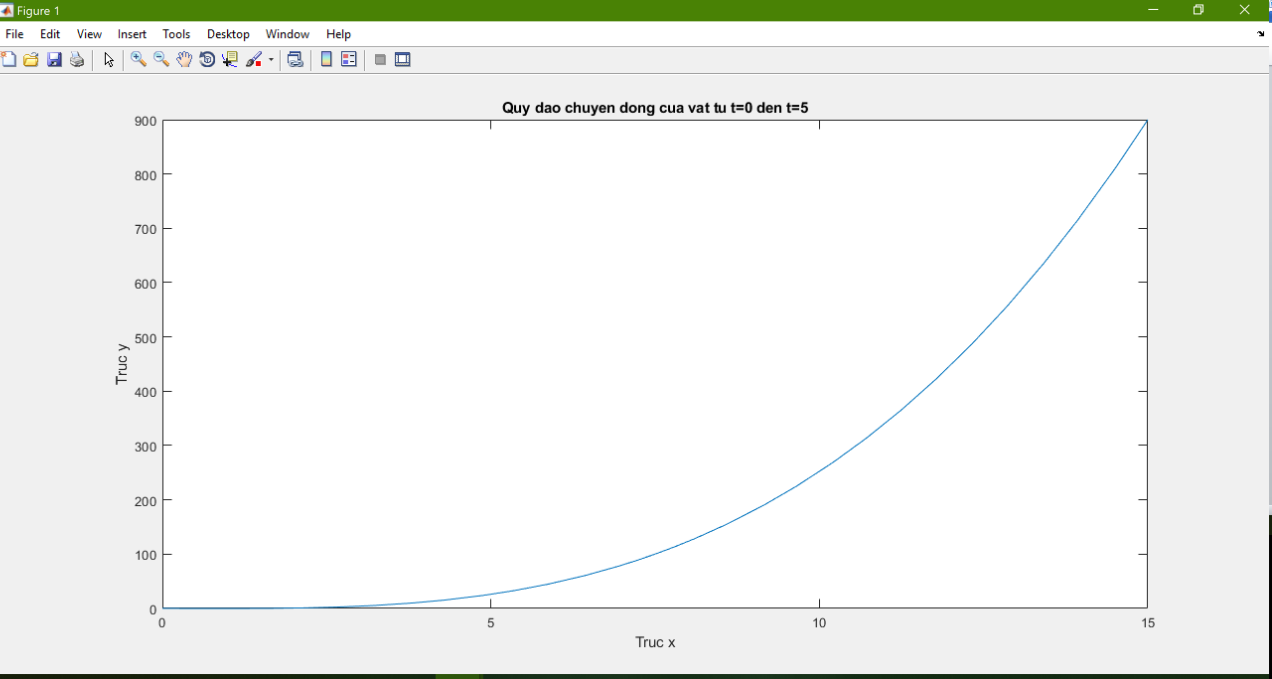 Figure 1
File Edit View Insert Tools Desktop Window Help
Quy dao chuyen dong cua vat tu t=0 den t=5
900
800
700
600
500
400
300
200
100
0
Truc y
0 5 10 15
Truc x